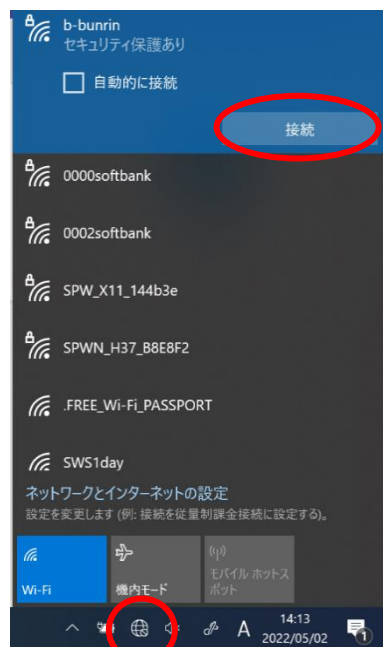 b-bunrin
セキュリティ保護あり
自動的に接続
接続
0000softbank
0002softbank
SPW_X11_144b3e
SPWN_H37_B8E8F2
.FREE_Wi-Fi_PASSPORT
SWS1day
ネットワークとインターネットの設定
設定を変更します (例: 接続を従量制課金接続に設定する)。
Wi-Fi
機内モード
モバイル ホットス
ポット
A
14:13
2022/05/02
1